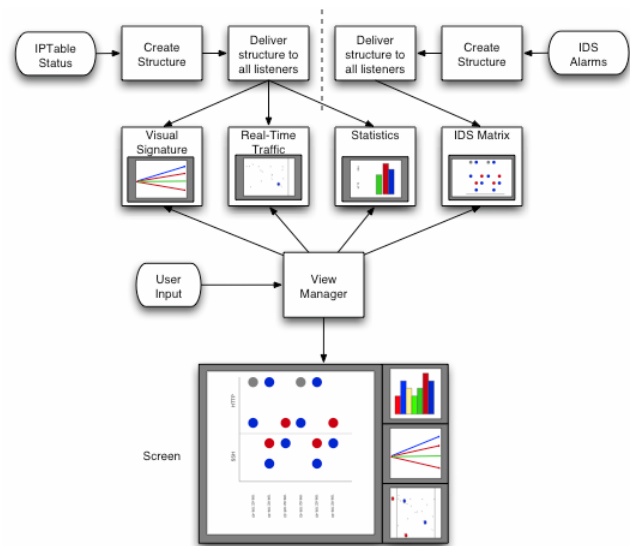 IPTable
Status
Create
Structure
Deliver
structure to
all listeners
Deliver
structure to
all listeners
Create
Structure
IDS
Alarms
Visual
Signature
Real-Time
Traffic
Statistics
IDS Matrix
User
Input
View
Manager
Screen
HTTP
SSH